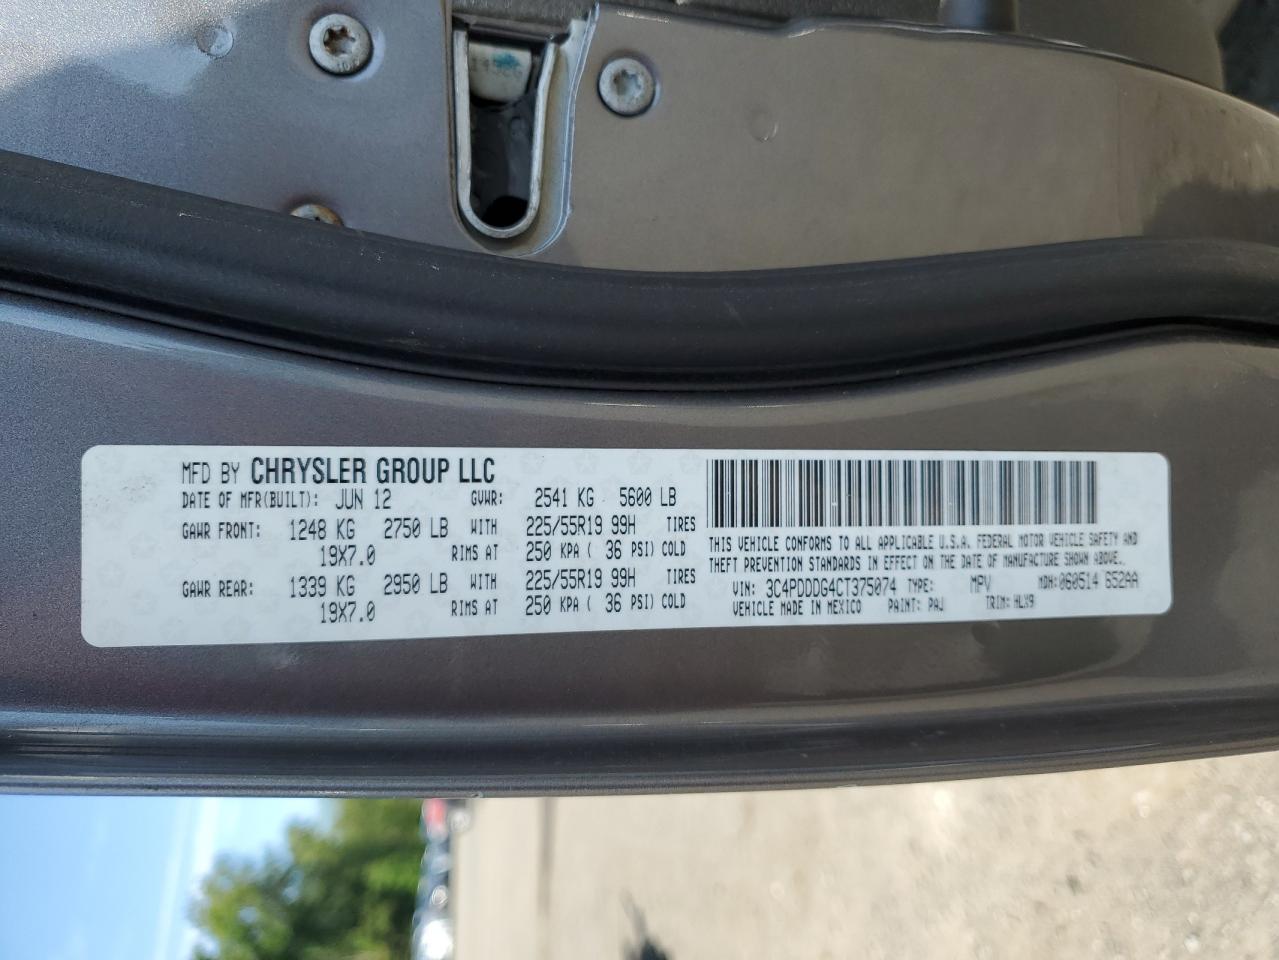 MFD BY CHRYSLER GROUP LLC
DATE OF MFR(BUILT): JUN 12 GVWR: 2541 KG 5600 LB
GAWR FRONT: 1248 KG 2750 LB WITH 225/55R19 99H TIRES
19X7.0 RIMS AT 250 KPA ( 36 PSI) COLD
GAWR REAR: 1339 KG 2950 LB WITH 225/55R19 99H TIRES
19X7.0 RIMS AT 250 KPA ( 36 PSI) COLD
THIS VEHICLE CONFORMS TO ALL APPLICABLE U.S.A. FEDERAL MOTOR VEHICLE SAFETY AND
THEFT PREVENTION STANDARDS IN EFFECT ON THE DATE OF MANUFACTURE SHOWN ABOVE.
VIN: 3C4PDDDG4CT375074 TYPE: MPV MDH: 060514 652AA
VEHICLE MADE IN MEXICO PAINT: PAJ TRIM: HLX9